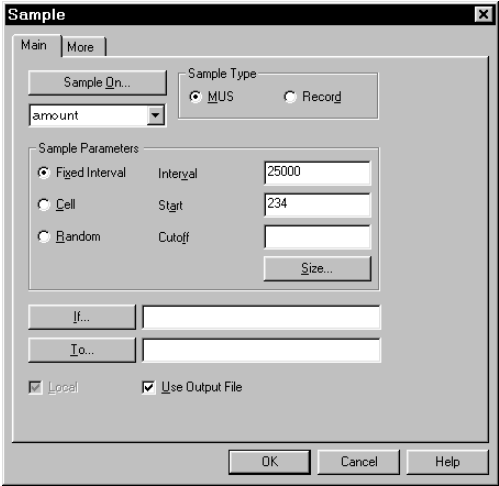 Sample
Main More
Sample On...
Sample Type
MUS Record
amount
Sample Parameters
Fixed Interval Interval 25000
Cell Start 234
Random Cutoff
Size...
If...
To...
Local Use Output File
OK Cancel Help